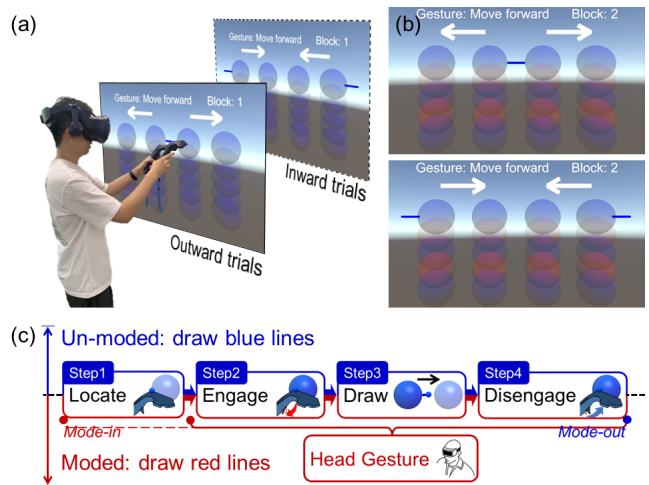 (a)
Gesture: Move forward Block: 1
Gesture: Move forward Block: 1
Inward trials
Outward trials
(b)
Gesture: Move forward Block: 2
Gesture: Move forward Block: 2
(c)
Un-moded: draw blue lines
Step1 Step2 Step3 Step4
Locate Engage Draw Disengage
Mode-in Mode-out
Moded: draw red lines
Head Gesture